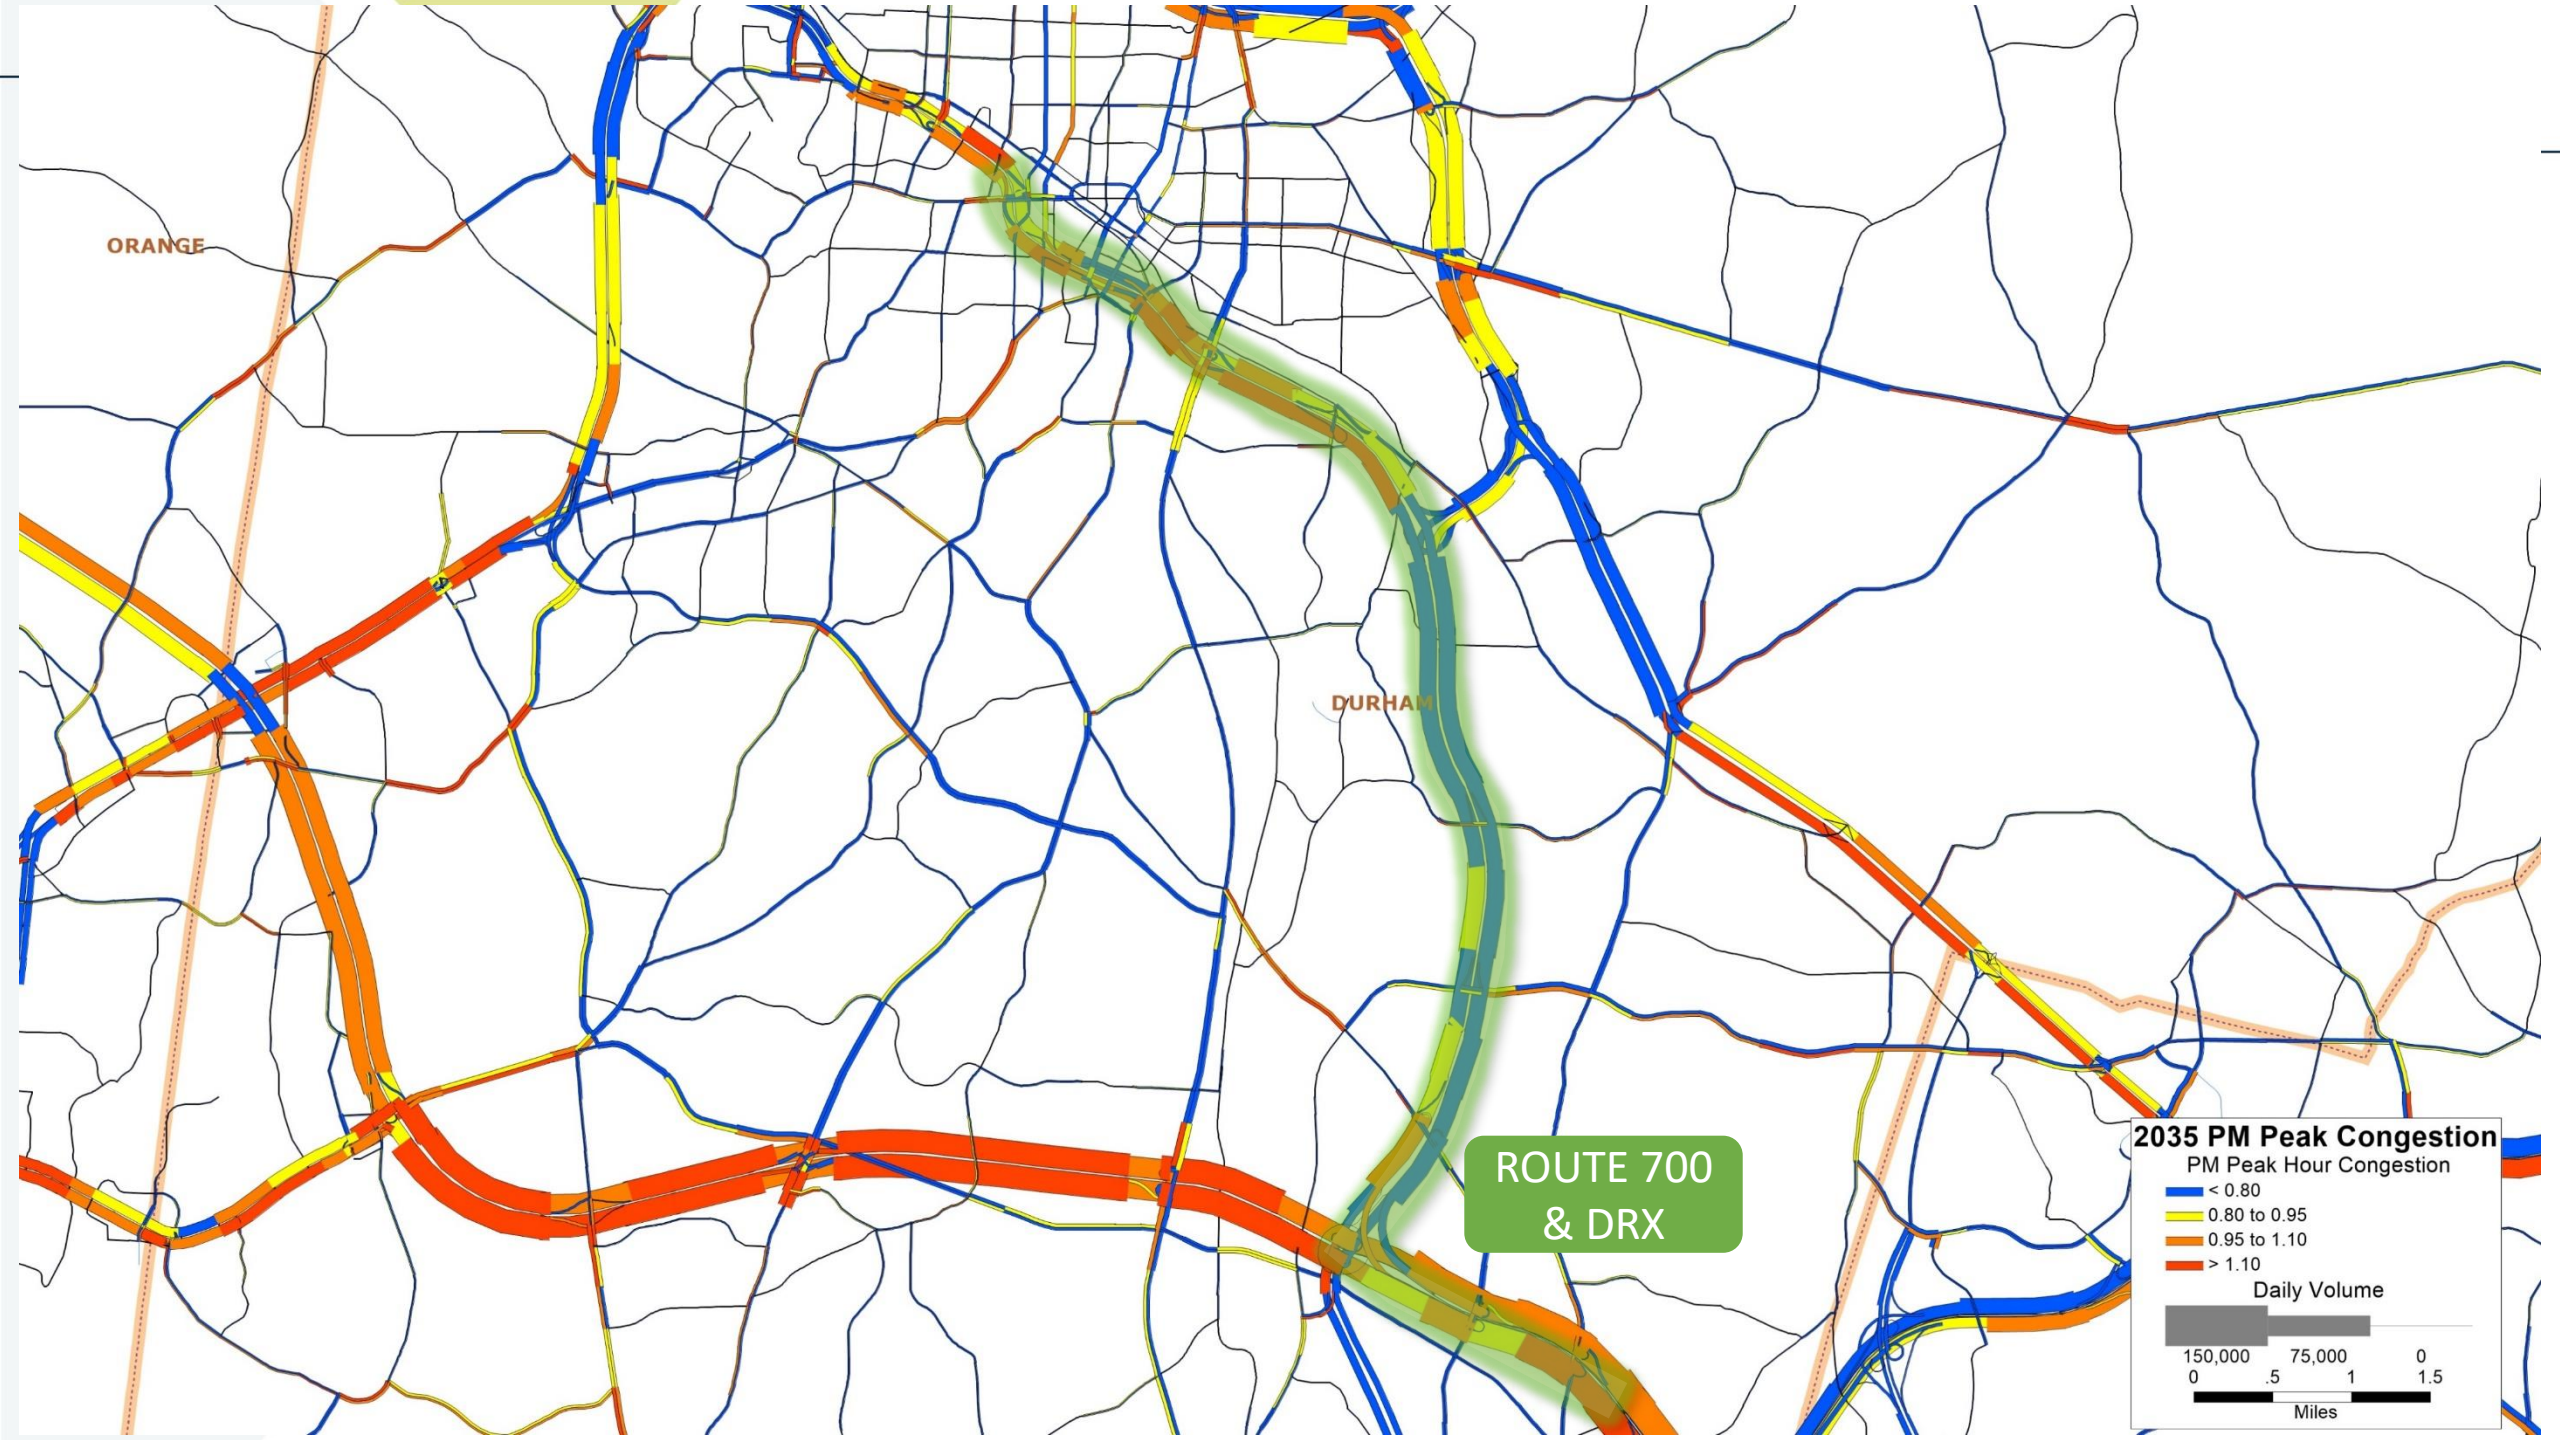 ORANGE
DURHAM
ROUTE 700
& DRX
2035 PM Peak Congestion
PM Peak Hour Congestion
< 0.80
0.80 to 0.95
0.95 to 1.10
> 1.10
Daily Volume
150,000 75,000 0
0 .5 1 1.5
Miles